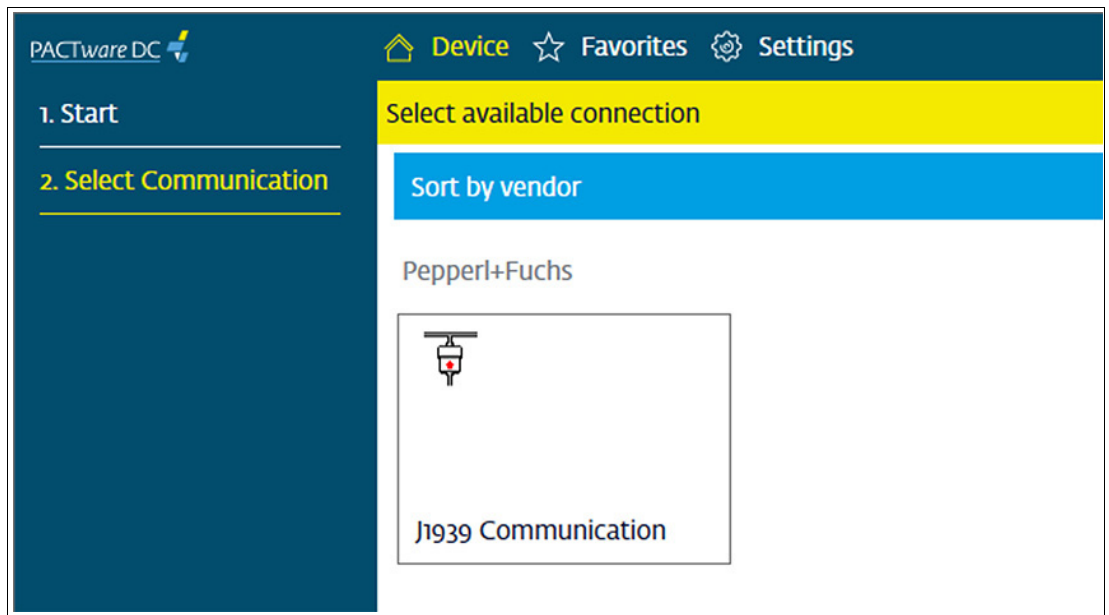 PACTware DC
Device Favorites Settings
1. Start
Select available connection
2. Select Communication
Sort by vendor
Pepperl+Fuchs
J1939 Communication